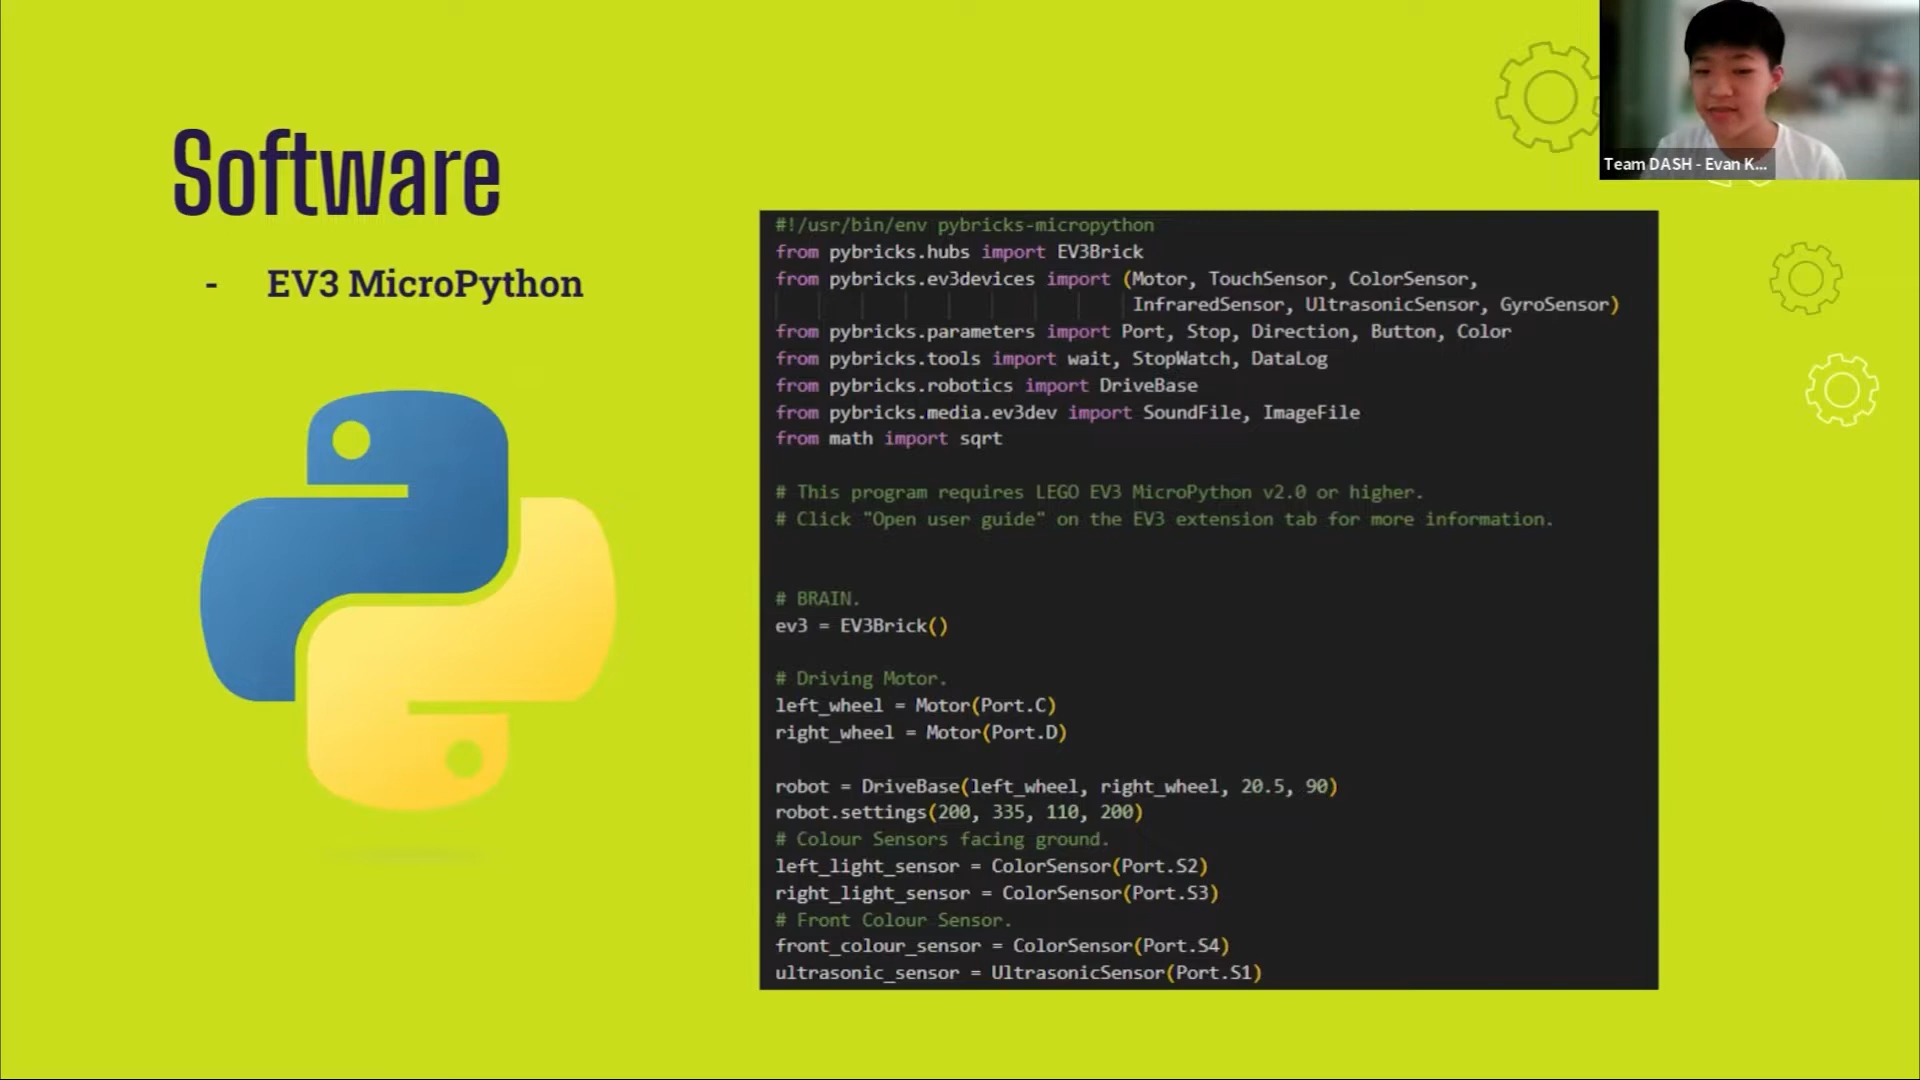 Software
- EV3 MicroPython
Team DASH - Evan K...
#!/usr/bin/env pybricks-micropython
from pybricks.hubs import EV3Brick
from pybricks.ev3devices import (Motor, TouchSensor, ColorSensor,
InfraredSensor, UltrasonicSensor, GyroSensor)
from pybricks.parameters import Port, Stop, Direction, Button, Color
from pybricks.tools import wait, StopWatch, DataLog
from pybricks.robotics import DriveBase
from pybricks.media.ev3dev import SoundFile, ImageFile
from math import sqrt
# This program requires LEGO EV3 MicroPython v2.0 or higher.
# Click "Open user guide" on the EV3 extension tab for more information.
# BRAIN.
ev3 = EV3Brick()
# Driving Motor.
left_wheel = Motor(Port.C)
right_wheel = Motor(Port.D)
robot = DriveBase(left_wheel, right_wheel, 20.5, 90)
robot.settings(200, 335, 110, 200)
# Colour Sensors facing ground.
left_light_sensor = ColorSensor(Port.S2)
right_light_sensor = ColorSensor(Port.S3)
# Front Colour Sensor.
front_colour_sensor = ColorSensor(Port.S4)
ultrasonic_sensor = UltrasonicSensor(Port.S1)